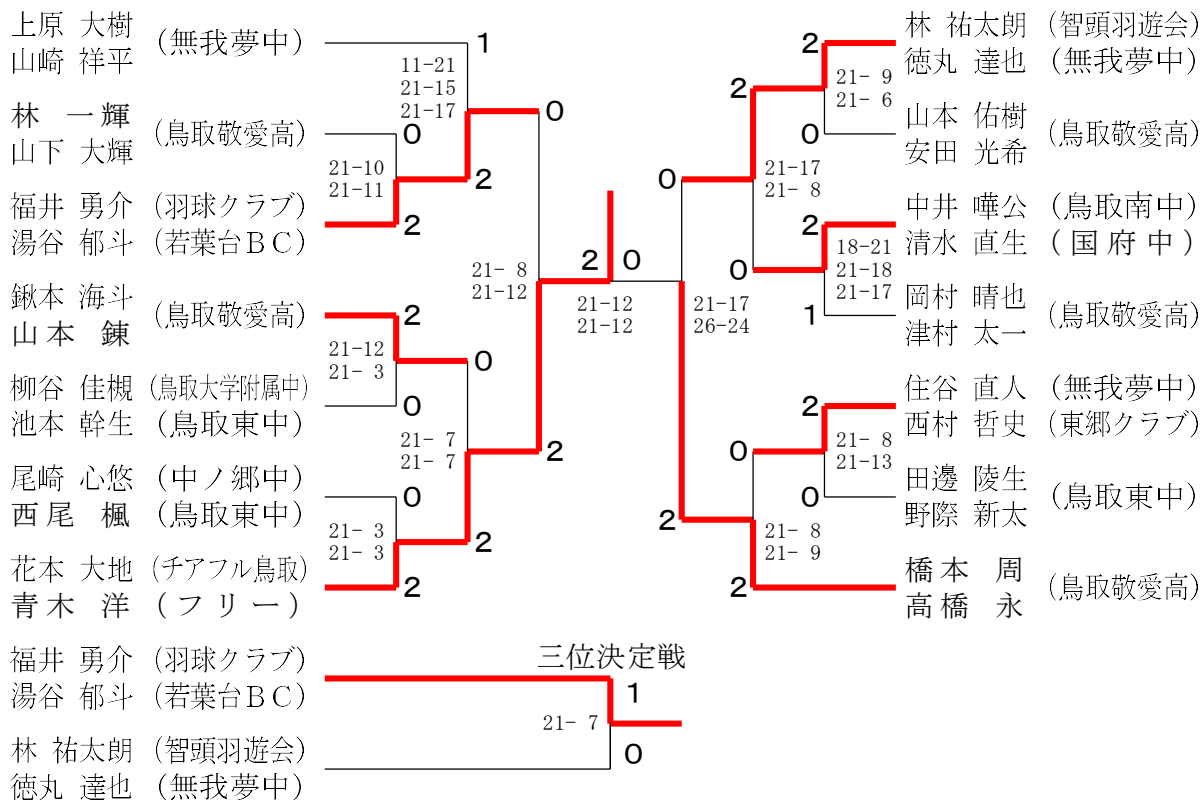 上原 大樹 (無我夢中)
山崎 祥平
1
11-21
21-15
21-17
林 一輝 (鳥取敬愛高)
山下 大輝
0
21-10
21-11
2
0
福井 勇介 (羽球クラブ)
湯谷 郁斗 (若葉台BC)
2
21- 8
21-12
鍬本 海斗 (鳥取敬愛高)
山本 錬
2
21-12
21- 3
0
柳谷 佳槻 (鳥取大学附属中)
池本 幹生 (鳥取東中)
0
21- 7
21- 7
2
尾崎 心悠 (中ノ郷中)
西尾 楓 (鳥取東中)
0
21- 3
21- 3
2
花本 大地 (チアフル鳥取)
青木 洋 (フリー)
2
2 0
21-12
21-12
林 祐太朗 (智頭羽遊会)
徳丸 達也 (無我夢中)
2
21- 9
21- 6
2
山本 佑樹 (鳥取敬愛高)
安田 光希
0
21-17
21- 8
0
中井 曄公 (鳥取南中)
清水 直生 (国府中)
2
18-21
21-18
21-17
0
岡村 晴也 (鳥取敬愛高)
津村 太一
1
21-17
26-24
住谷 直人 (無我夢中)
西村 哲史 (東郷クラブ)
2
21- 8
21-13
0
田邊 陵生 (鳥取東中)
野際 新太
0
2
21- 8
21- 9
橋本 周 (鳥取敬愛高)
高橋 永
2
三位決定戦
福井 勇介 (羽球クラブ)
湯谷 郁斗 (若葉台BC)
1
21- 7
林 祐太朗 (智頭羽遊会)
徳丸 達也 (無我夢中)
0